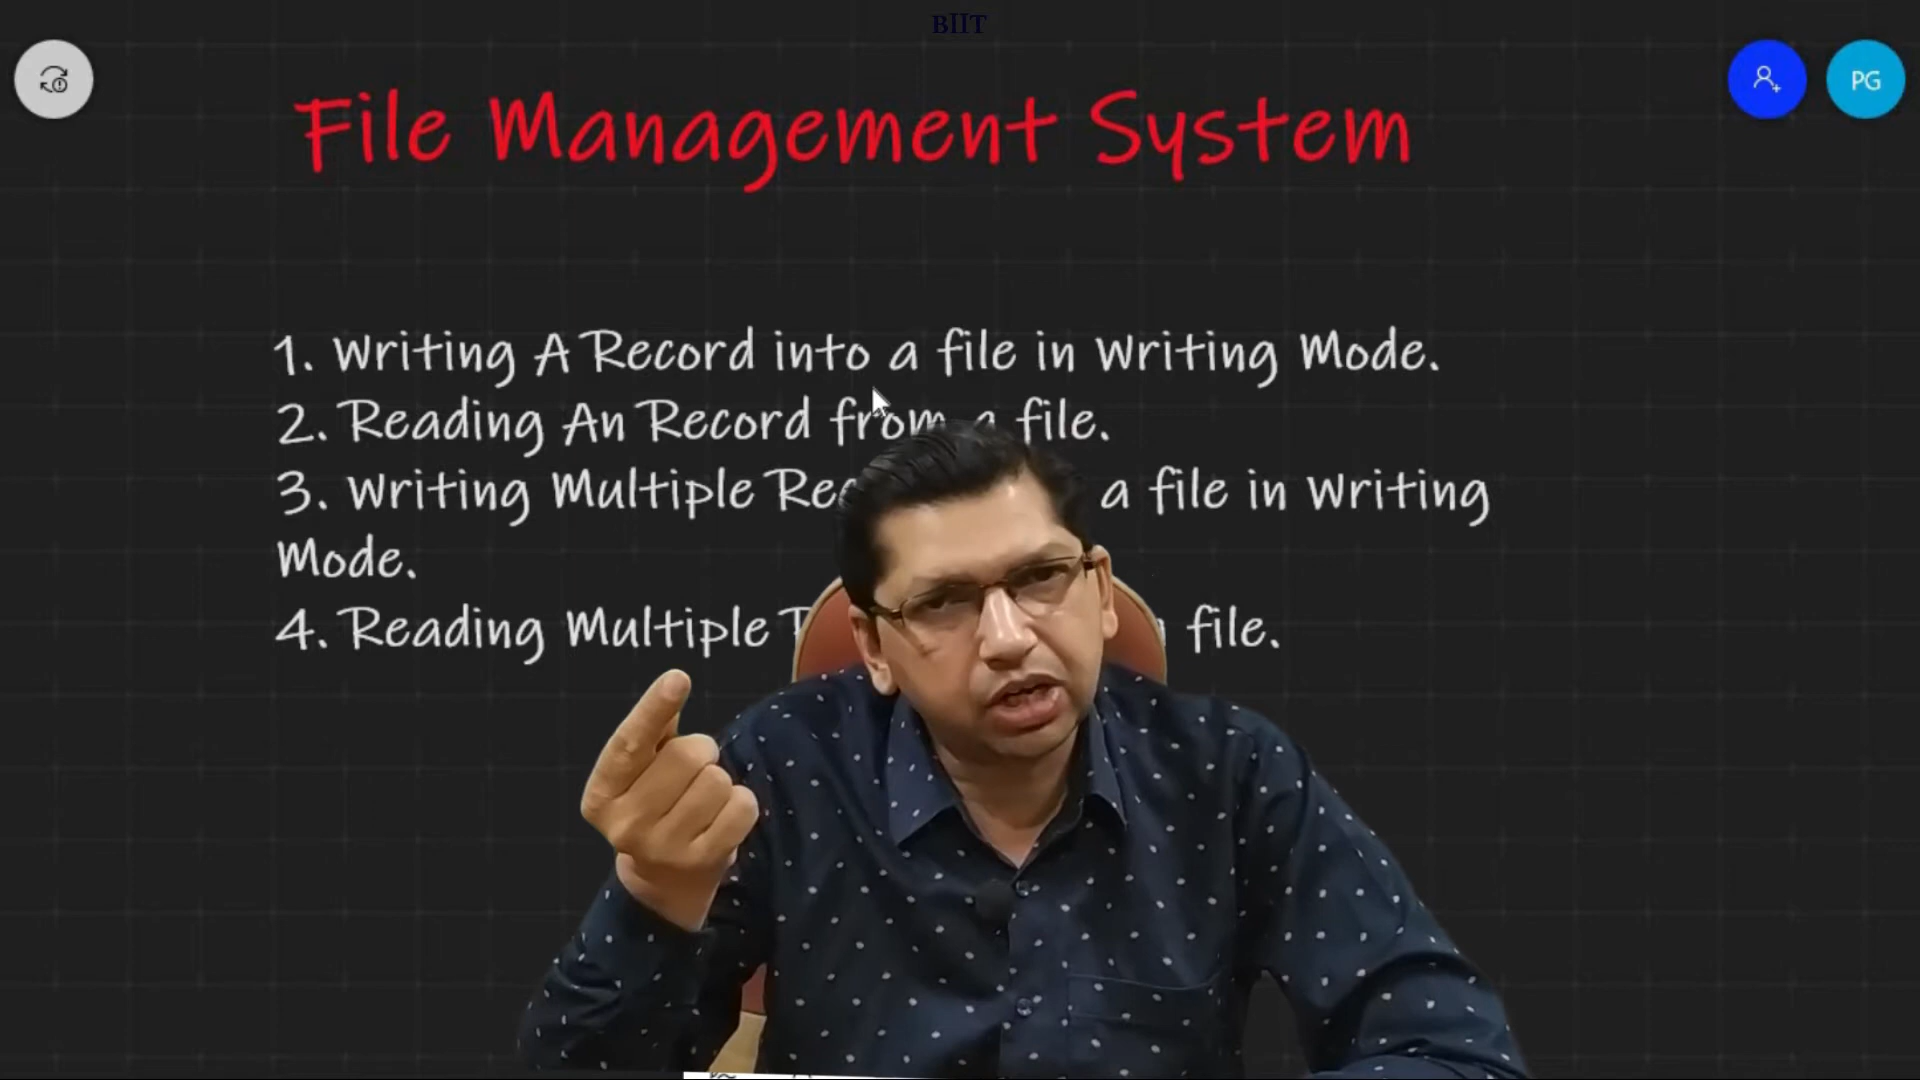 BIIT
PG
File Management System
1. Writing A Record into a file in Writing Mode.
2. Reading An Record from a file.
3. Writing Multiple a file in Writing
Mode.
4. Reading Multiple file.